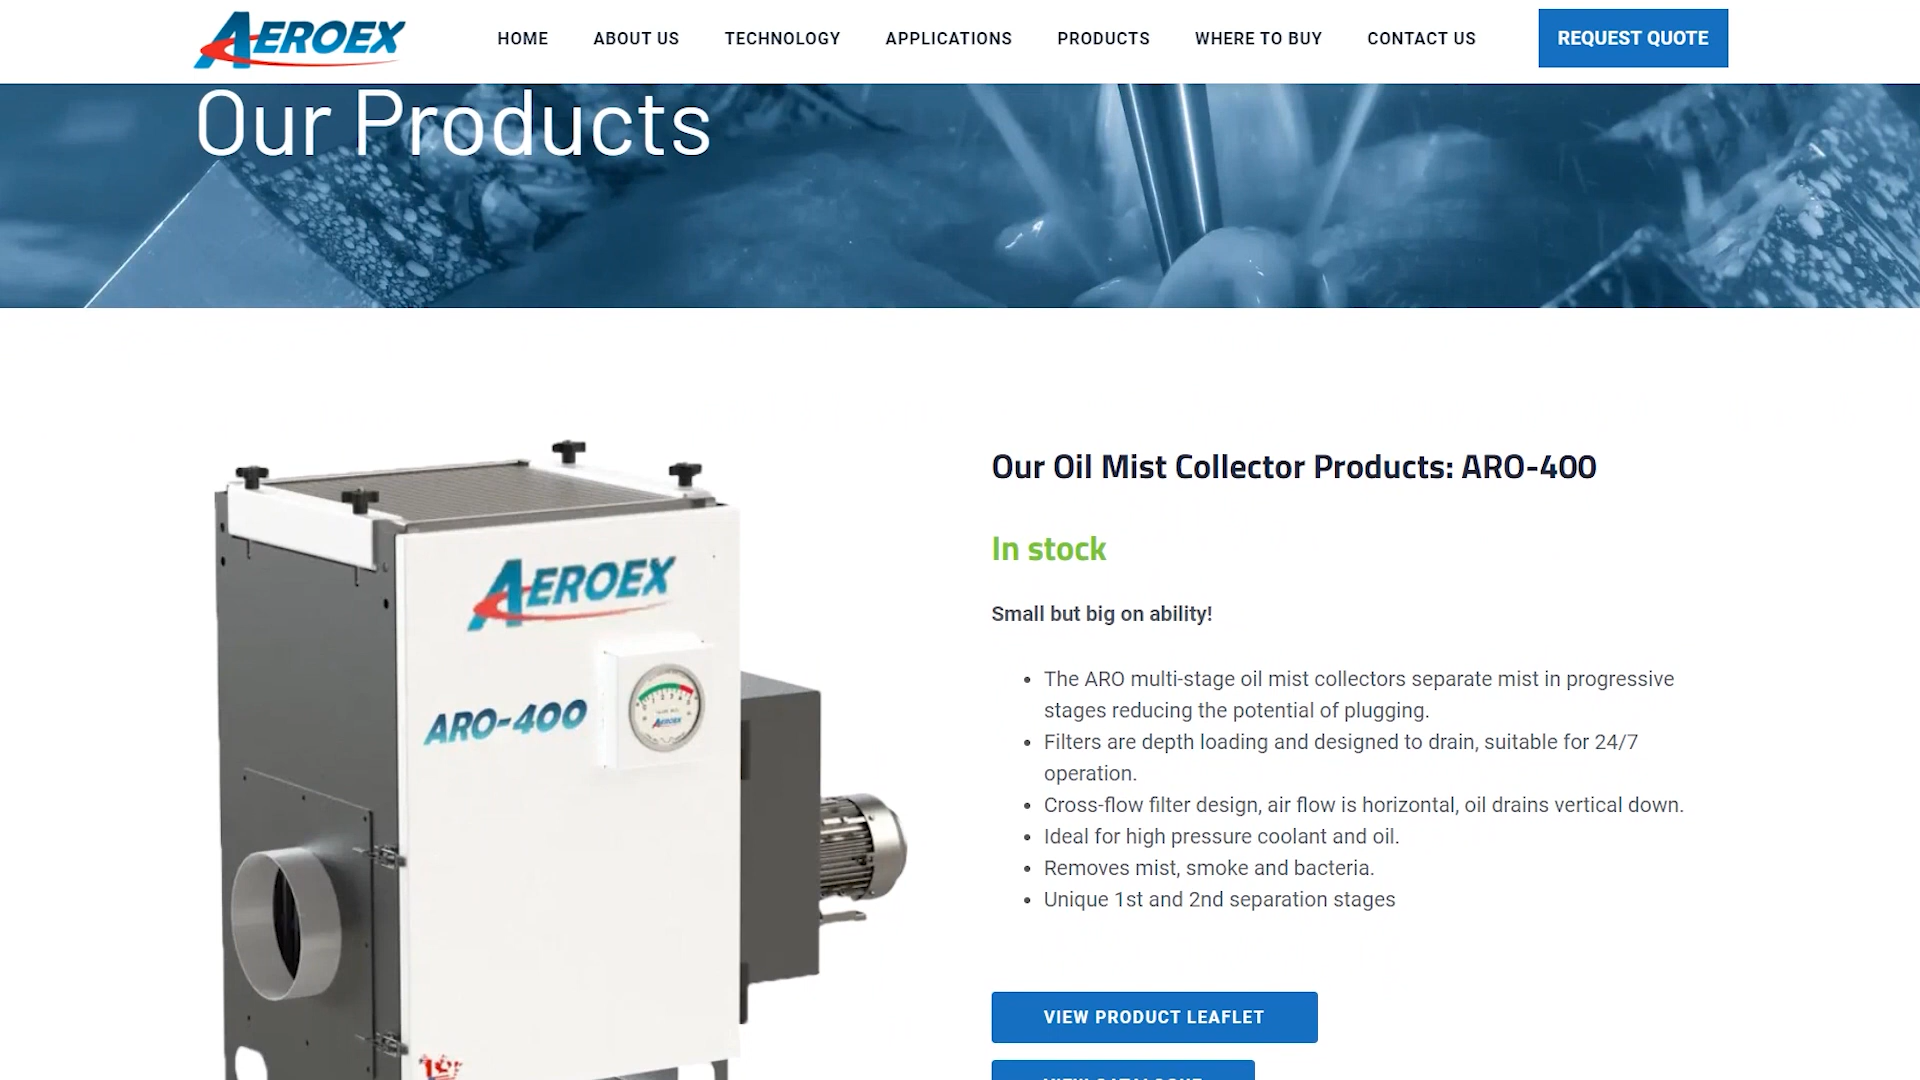 AEROEX
HOME ABOUT US TECHNOLOGY APPLICATIONS PRODUCTS WHERE TO BUY CONTACT US REQUEST QUOTE
Our Products
Our Oil Mist Collector Products: ARO-400
In stock
Small but big on ability!
The ARO multi-stage oil mist collectors separate mist in progressive
stages reducing the potential of plugging.
Filters are depth loading and designed to drain, suitable for 24/7
operation.
Cross-flow filter design, air flow is horizontal, oil drains vertical down.
Ideal for high pressure coolant and oil.
Removes mist, smoke and bacteria.
Unique 1st and 2nd separation stages
VIEW PRODUCT LEAFLET
AEROEX
ARO-400
AEROEX